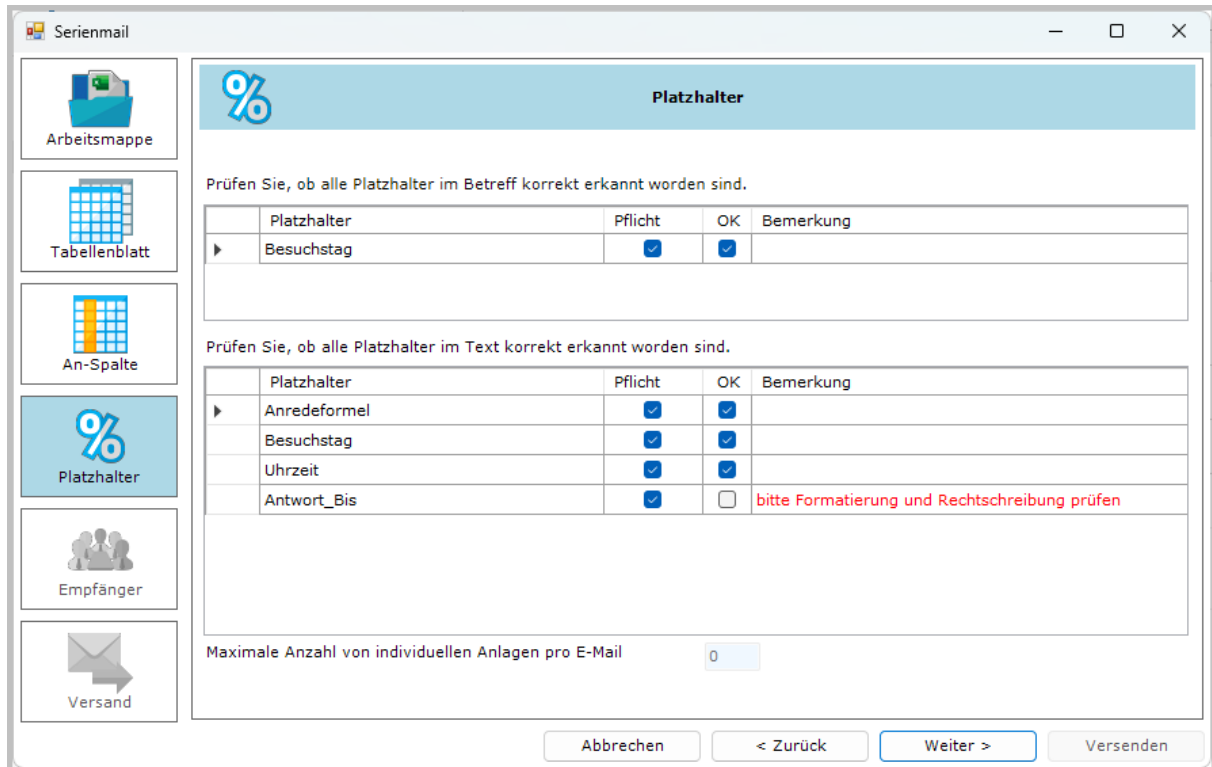 Serienmail
Arbeitsmappe
Tabellenblatt
An-Spalte
Platzhalter
Empfänger
Versand
Platzhalter
Prüfen Sie, ob alle Platzhalter im Betreff korrekt erkannt worden sind.
Platzhalter Pflicht OK Bemerkung
Besuchstag
Prüfen Sie, ob alle Platzhalter im Text korrekt erkannt worden sind.
Platzhalter Pflicht OK Bemerkung
Anredeformel
Besuchstag
Uhrzeit
Antwort_Bis bitte Formatierung und Rechtschreibung prüfen
Maximale Anzahl von individuellen Anlagen pro E-Mail 0
Abbrechen < Zurück Weiter > Versenden